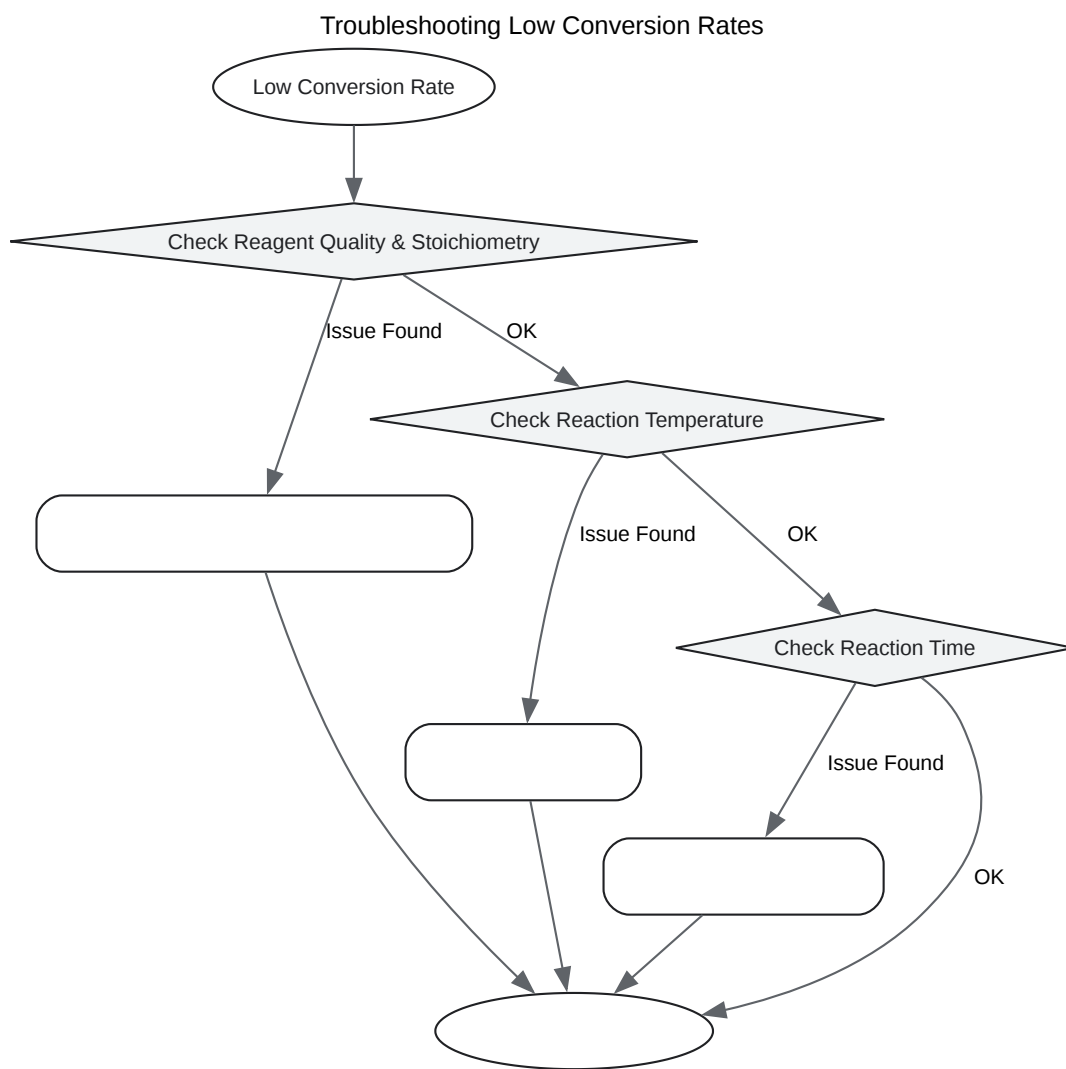 Troubleshooting Low Conversion Rates
Low Conversion Rate
Check Reagent Quality & Stoichiometry
Issue Found
OK
Check Reaction Temperature
Issue Found
OK
Check Reaction Time
Issue Found
OK